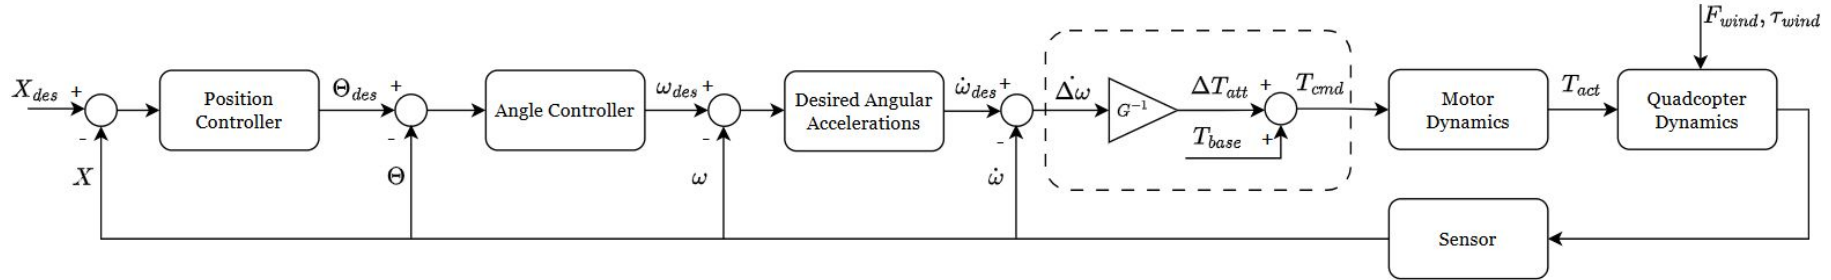 F_wind, τ_wind
X_des +
Position
Controller
Θ_des +
Angle Controller
ω_des +
Desired Angular
Accelerations
ω̇_des +
Δ̇ω
G⁻¹
ΔT_att +
T_cmd
Motor
Dynamics
T_act
Quadcopter
Dynamics
-
-
-
-
T_base +
X
Θ
ω
ω̇
Sensor